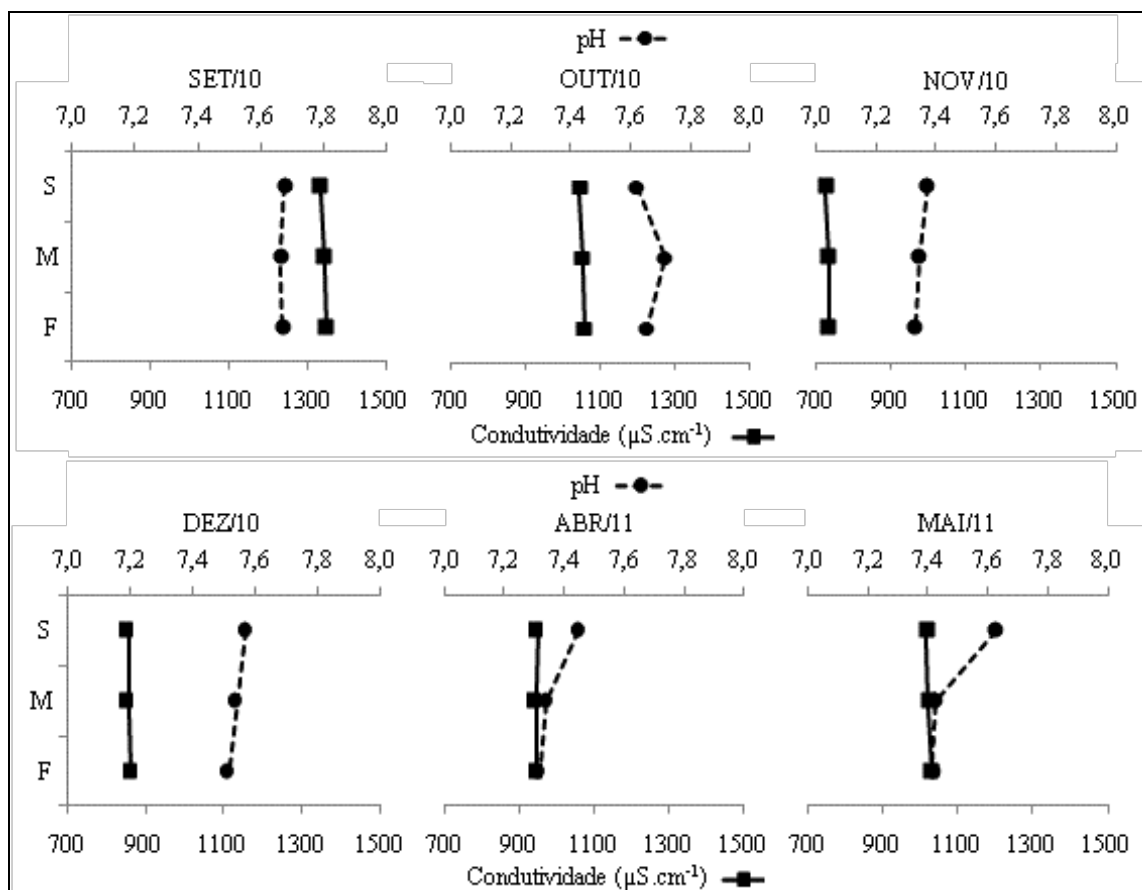 pH
SET/10 OUT/10 NOV/10
7,0 7,2 7,4 7,6 7,8 8,0 7,0 7,2 7,4 7,6 7,8 8,0 7,0 7,2 7,4 7,6 7,8 8,0
S
M
F
700 900 1100 1300 1500 700 900 1100 1300 1500 700 900 1100 1300 1500
Condutividade (µS.cm⁻¹)
pH
DEZ/10 ABR/11 MAI/11
7,0 7,2 7,4 7,6 7,8 8,0 7,0 7,2 7,4 7,6 7,8 8,0 7,0 7,2 7,4 7,6 7,8 8,0
S
M
F
700 900 1100 1300 1500 700 900 1100 1300 1500 700 900 1100 1300 1500
Condutividade (µS.cm⁻¹)